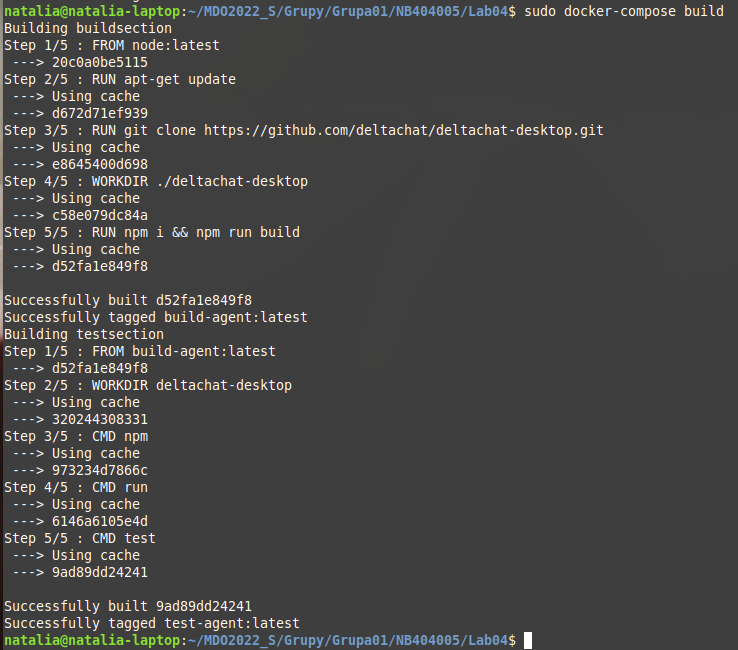 natalia@natalia-laptop:~/MDO2022_S/Grupy/Grupa01/NB404005/Lab04$ sudo docker-compose build
Building buildsection
Step 1/5 : FROM node:latest
 ---> 20c0a0be5115
Step 2/5 : RUN apt-get update
 ---> Using cache
 ---> d672d71ef939
Step 3/5 : RUN git clone https://github.com/deltachat/deltachat-desktop.git
 ---> Using cache
 ---> e8645400d698
Step 4/5 : WORKDIR ./deltachat-desktop
 ---> Using cache
 ---> c58e079dc84a
Step 5/5 : RUN npm i && npm run build
 ---> Using cache
 ---> d52fa1e849f8

Successfully built d52fa1e849f8
Successfully tagged build-agent:latest
Building testsection
Step 1/5 : FROM build-agent:latest
 ---> d52fa1e849f8
Step 2/5 : WORKDIR deltachat-desktop
 ---> Using cache
 ---> 320244308331
Step 3/5 : CMD npm
 ---> Using cache
 ---> 973234d7866c
Step 4/5 : CMD run
 ---> Using cache
 ---> 6146a6105e4d
Step 5/5 : CMD test
 ---> Using cache
 ---> 9ad89dd24241

Successfully built 9ad89dd24241
Successfully tagged test-agent:latest
natalia@natalia-laptop:~/MDO2022_S/Grupy/Grupa01/NB404005/Lab04$